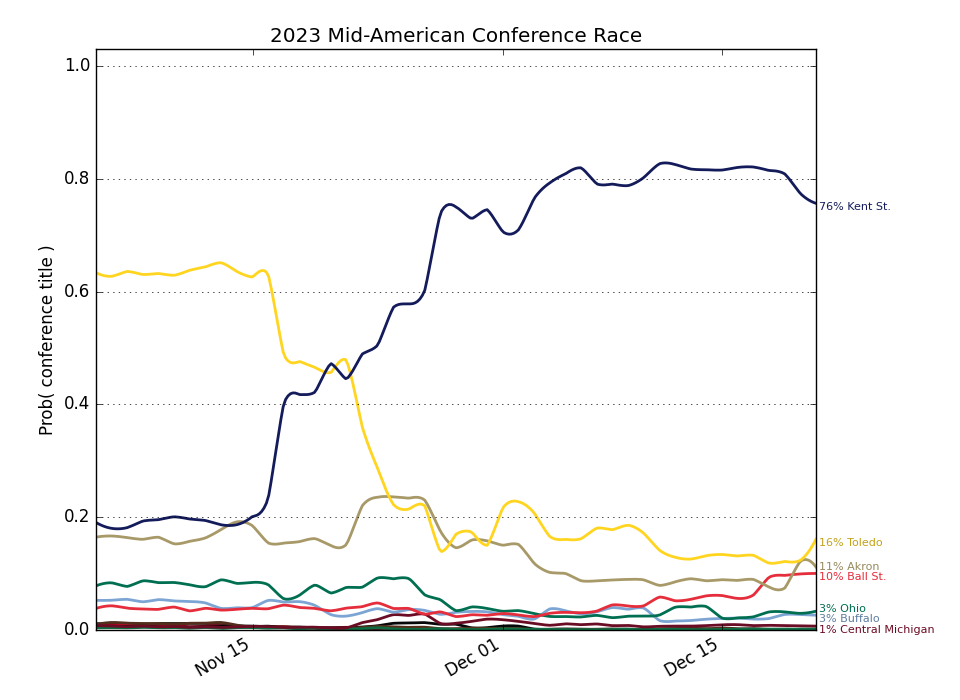 2023 Mid-American Conference Race
Prob( conference title )
1.0
0.8
0.6
0.4
0.2
0.0
76% Kent St.
16% Toledo
11% Akron
10% Ball St.
3% Ohio
3% Buffalo
1% Central Michigan
Nov 15
Dec 01
Dec 15